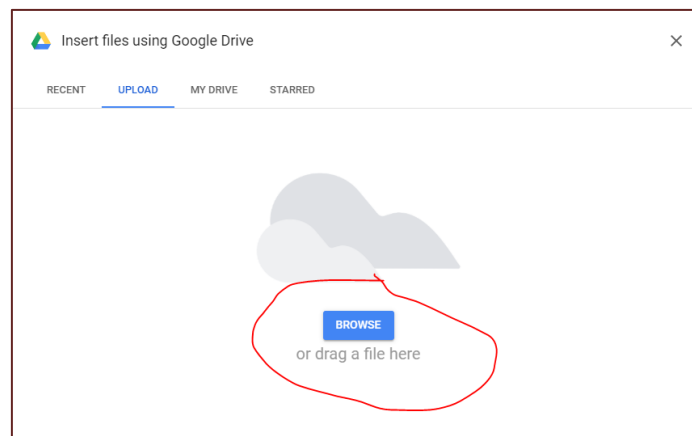 Insert files using Google Drive
RECENT UPLOAD MY DRIVE STARRED
BROWSE
or drag a file here